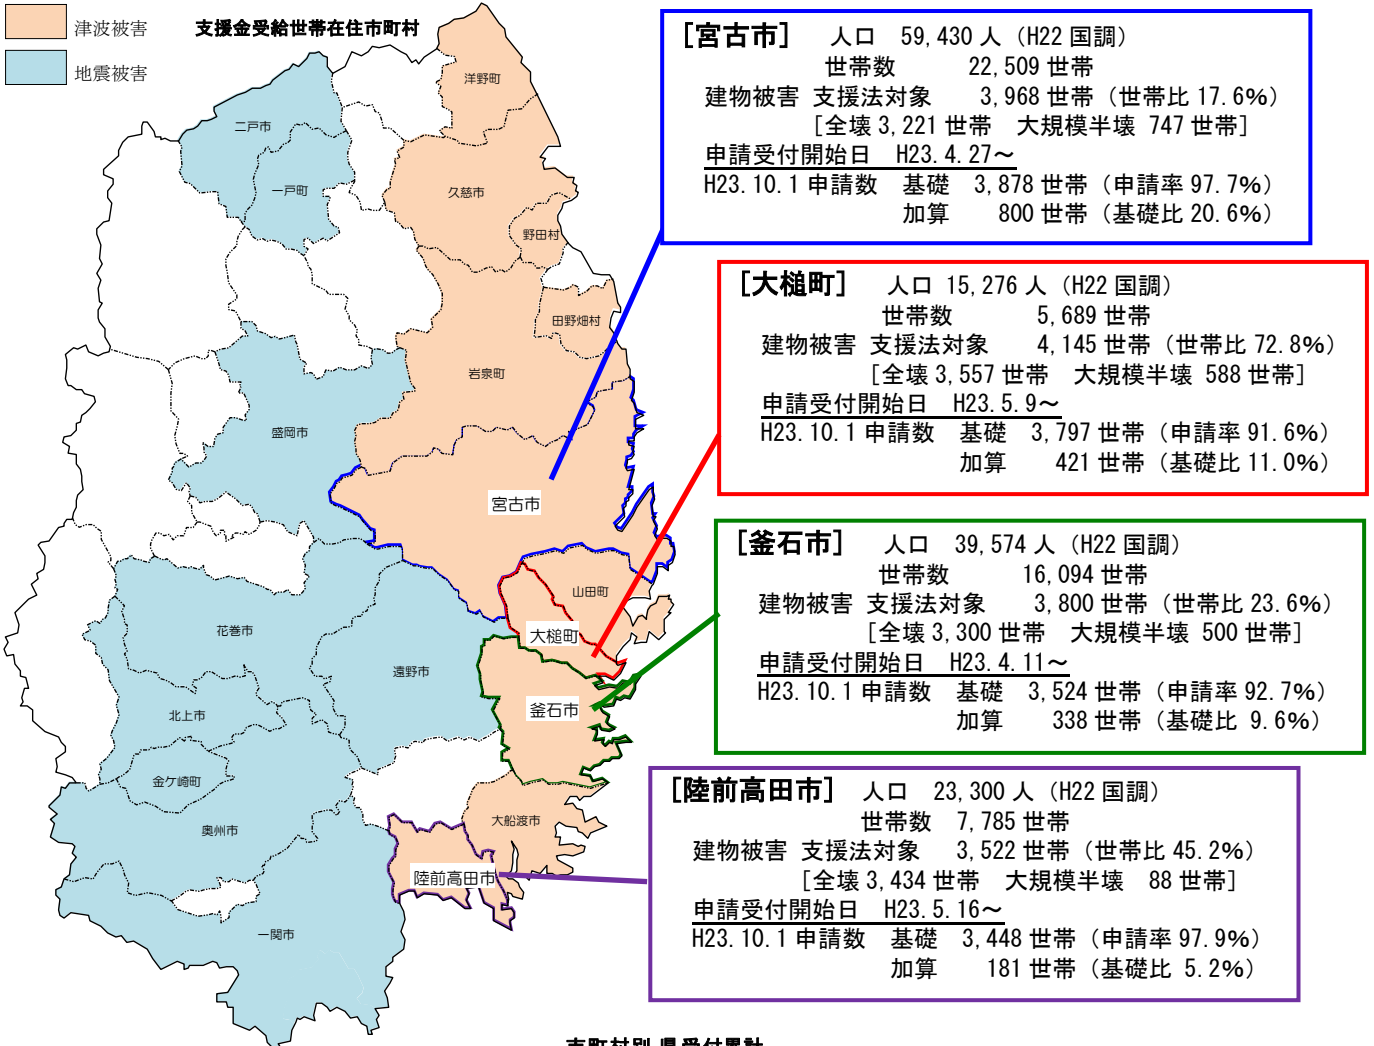 津波被害
地震被害
支援金受給世帯在住市町村
[宮古市] 人口 59,430 人 (H22 国調)
世帯数 22,509 世帯
建物被害 支援法対象 3,968 世帯 (世帯比 17.6%)
[全壊 3,221 世帯 大規模半壊 747 世帯]
申請受付開始日 H23.4.27~
H23.10.1 申請数 基礎 3,878 世帯 (申請率 97.7%)
加算 800 世帯 (基礎比 20.6%)
[大槌町] 人口 15,276 人 (H22 国調)
世帯数 5,689 世帯
建物被害 支援法対象 4,145 世帯 (世帯比 72.8%)
[全壊 3,557 世帯 大規模半壊 588 世帯]
申請受付開始日 H23.5.9~
H23.10.1 申請数 基礎 3,797 世帯 (申請率 91.6%)
加算 421 世帯 (基礎比 11.0%)
[釜石市] 人口 39,574 人 (H22 国調)
世帯数 16,094 世帯
建物被害 支援法対象 3,800 世帯 (世帯比 23.6%)
[全壊 3,300 世帯 大規模半壊 500 世帯]
申請受付開始日 H23.4.11~
H23.10.1 申請数 基礎 3,524 世帯 (申請率 92.7%)
加算 338 世帯 (基礎比 9.6%)
[陸前高田市] 人口 23,300 人 (H22 国調)
世帯数 7,785 世帯
建物被害 支援法対象 3,522 世帯 (世帯比 45.2%)
[全壊 3,434 世帯 大規模半壊 88 世帯]
申請受付開始日 H23.5.16~
H23.10.1 申請数 基礎 3,448 世帯 (申請率 97.9%)
加算 181 世帯 (基礎比 5.2%)
洋野町
二戸市
一戸町
久慈市
野田村
田野畑村
岩泉町
盛岡市
宮古市
山田町
大槌町
花巻市
遠野市
釜石市
北上市
金ケ崎町
奥州市
大船渡市
陸前高田市
一関市
市町村別 県受付累計